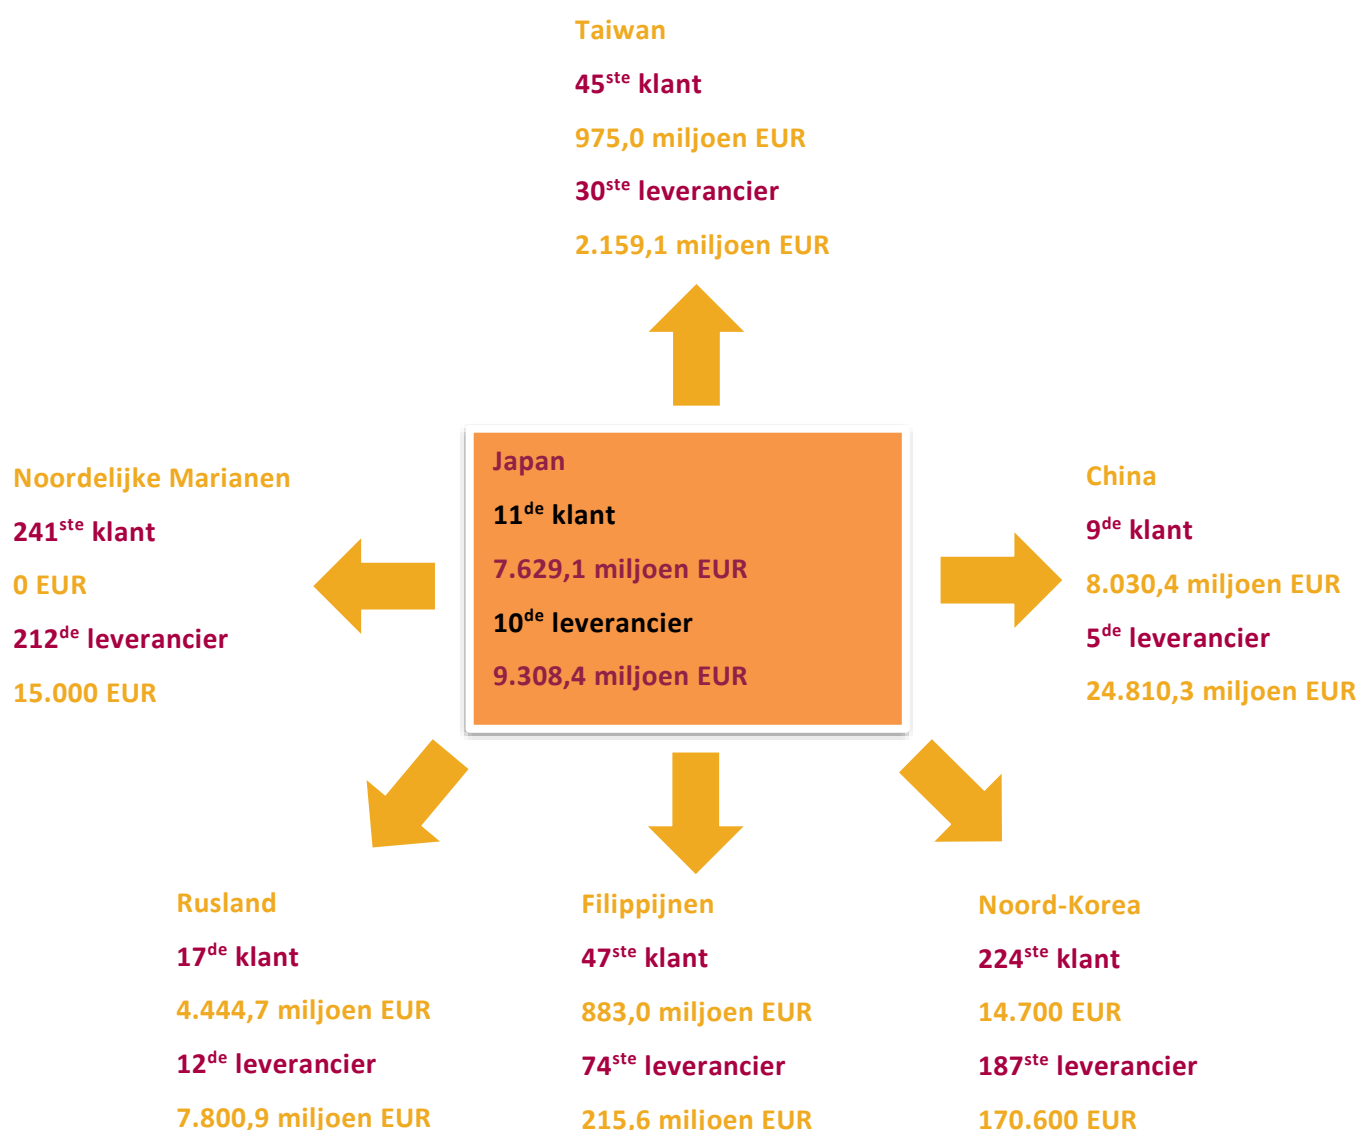 Taiwan
45ste klant
975,0 miljoen EUR
30ste leverancier
2.159,1 miljoen EUR
Noordelijke Marianen
241ste klant
0 EUR
212de leverancier
15.000 EUR
Japan
11de klant
7.629,1 miljoen EUR
10de leverancier
9.308,4 miljoen EUR
China
9de klant
8.030,4 miljoen EUR
5de leverancier
24.810,3 miljoen EUR
Rusland
17de klant
4.444,7 miljoen EUR
12de leverancier
7.800,9 miljoen EUR
Filippijnen
47ste klant
883,0 miljoen EUR
74ste leverancier
215,6 miljoen EUR
Noord-Korea
224ste klant
14.700 EUR
187ste leverancier
170.600 EUR